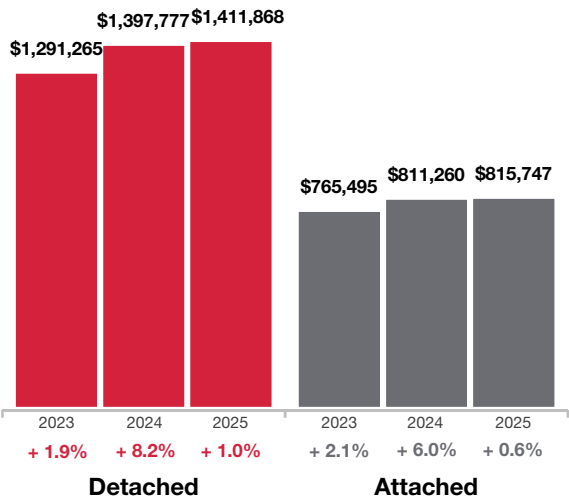 $1,291,265 $1,397,777 $1,411,868
$765,495 $811,260 $815,747
2023 2024 2025 2023 2024 2025
+ 1.9% + 8.2% + 1.0% + 2.1% + 6.0% + 0.6%
Detached Attached